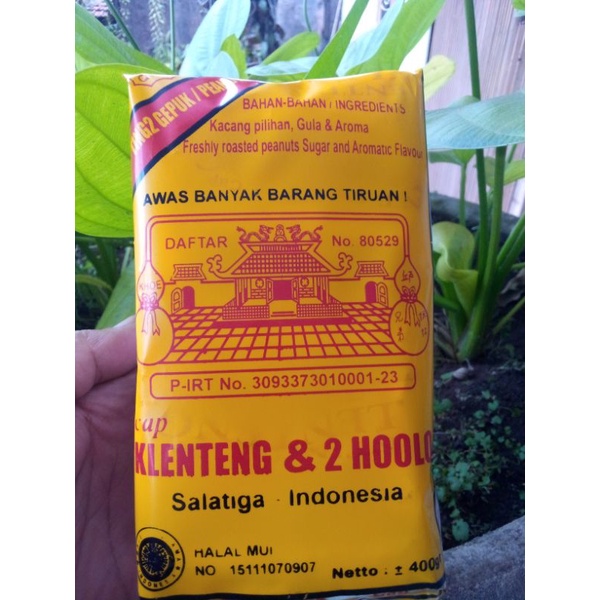 GEPUK /
BAHAN-BAHAN / INGREDIENTS
Kacang pilihan, Gula & Aroma
Freshly roasted peanuts Sugar and Aromatic Flavour
AWAS BANYAK BARANG TIRUAN !
DAFTAR No. 80529
P-IRT No. 3093373010001-23
cap
KLENTENG & 2 HOOLO
Salatiga - Indonesia
HALAL MUI
NO 15111070907
Netto : ± 400g